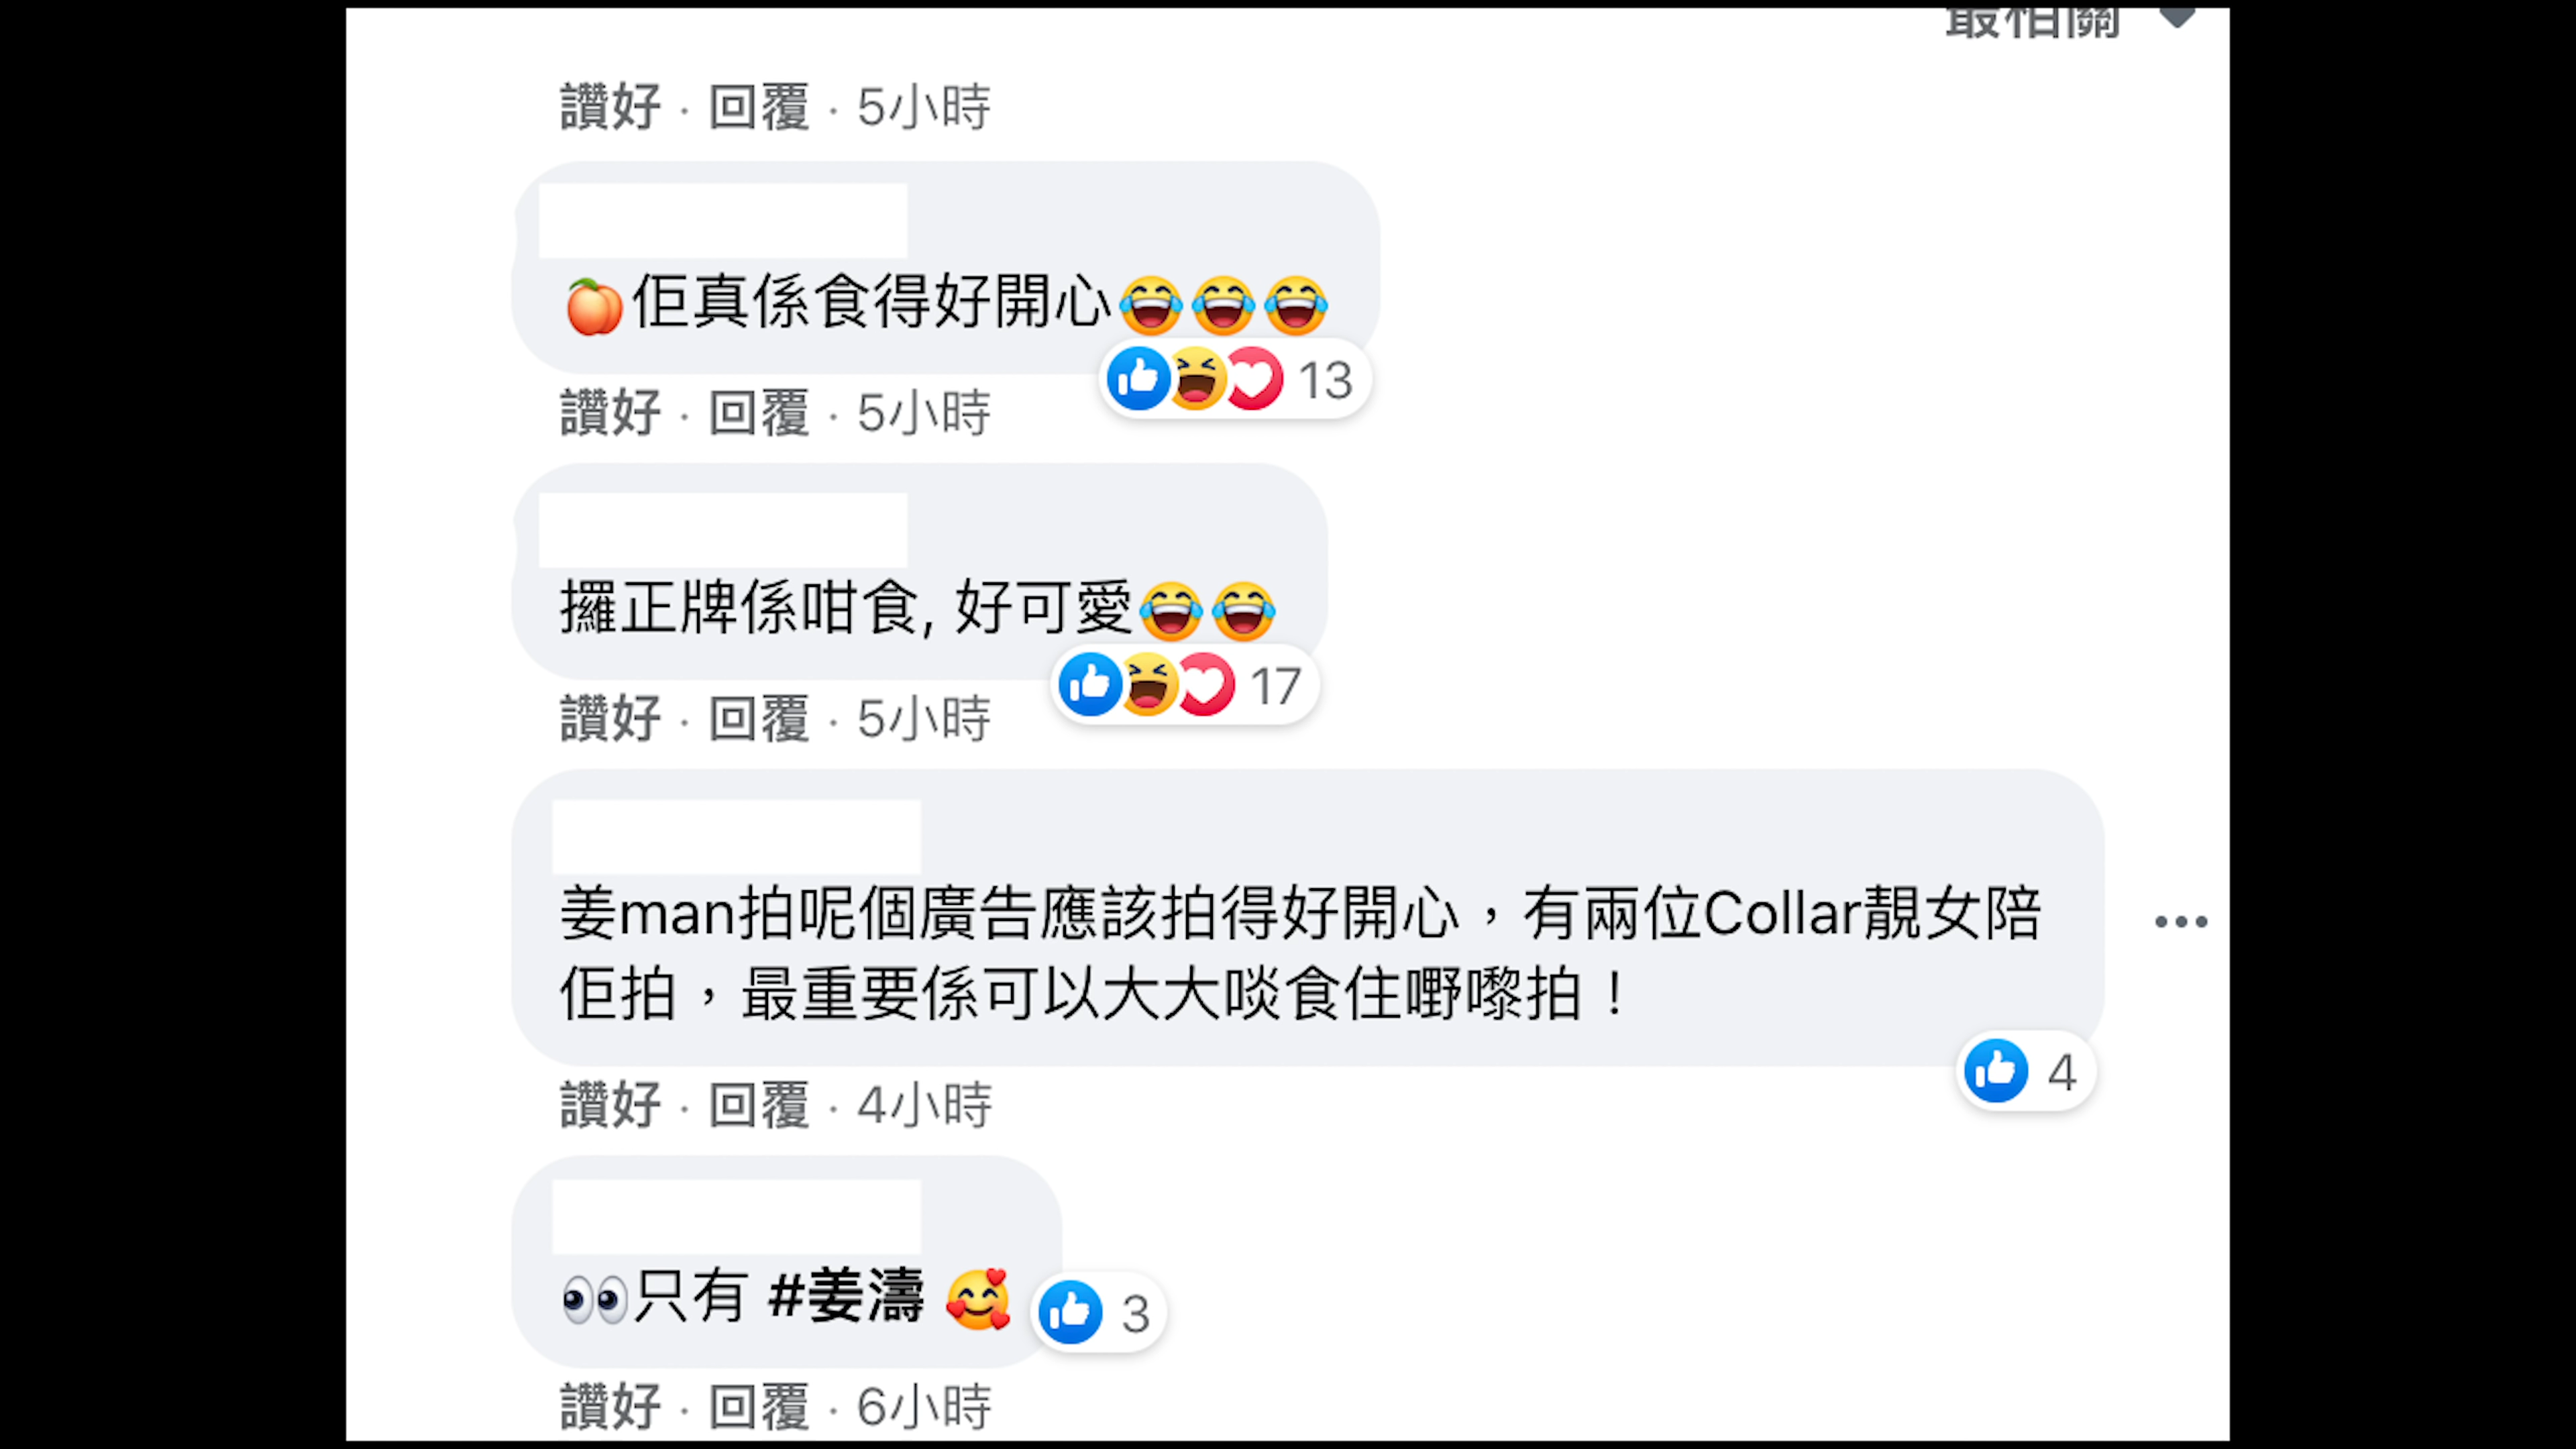 最相關
讚好 · 回覆 · 5小時
🍑佢真係食得好開心😂😂😂
13
讚好 · 回覆 · 5小時
攞正牌係咁食, 好可愛😂😂
17
讚好 · 回覆 · 5小時
姜man拍呢個廣告應該拍得好開心，有兩位Collar靚女陪
佢拍，最重要係可以大大啖食住嘢嚟拍！
4
讚好 · 回覆 · 4小時
👀只有 #姜濤 🥰
3
讚好 · 回覆 · 6小時